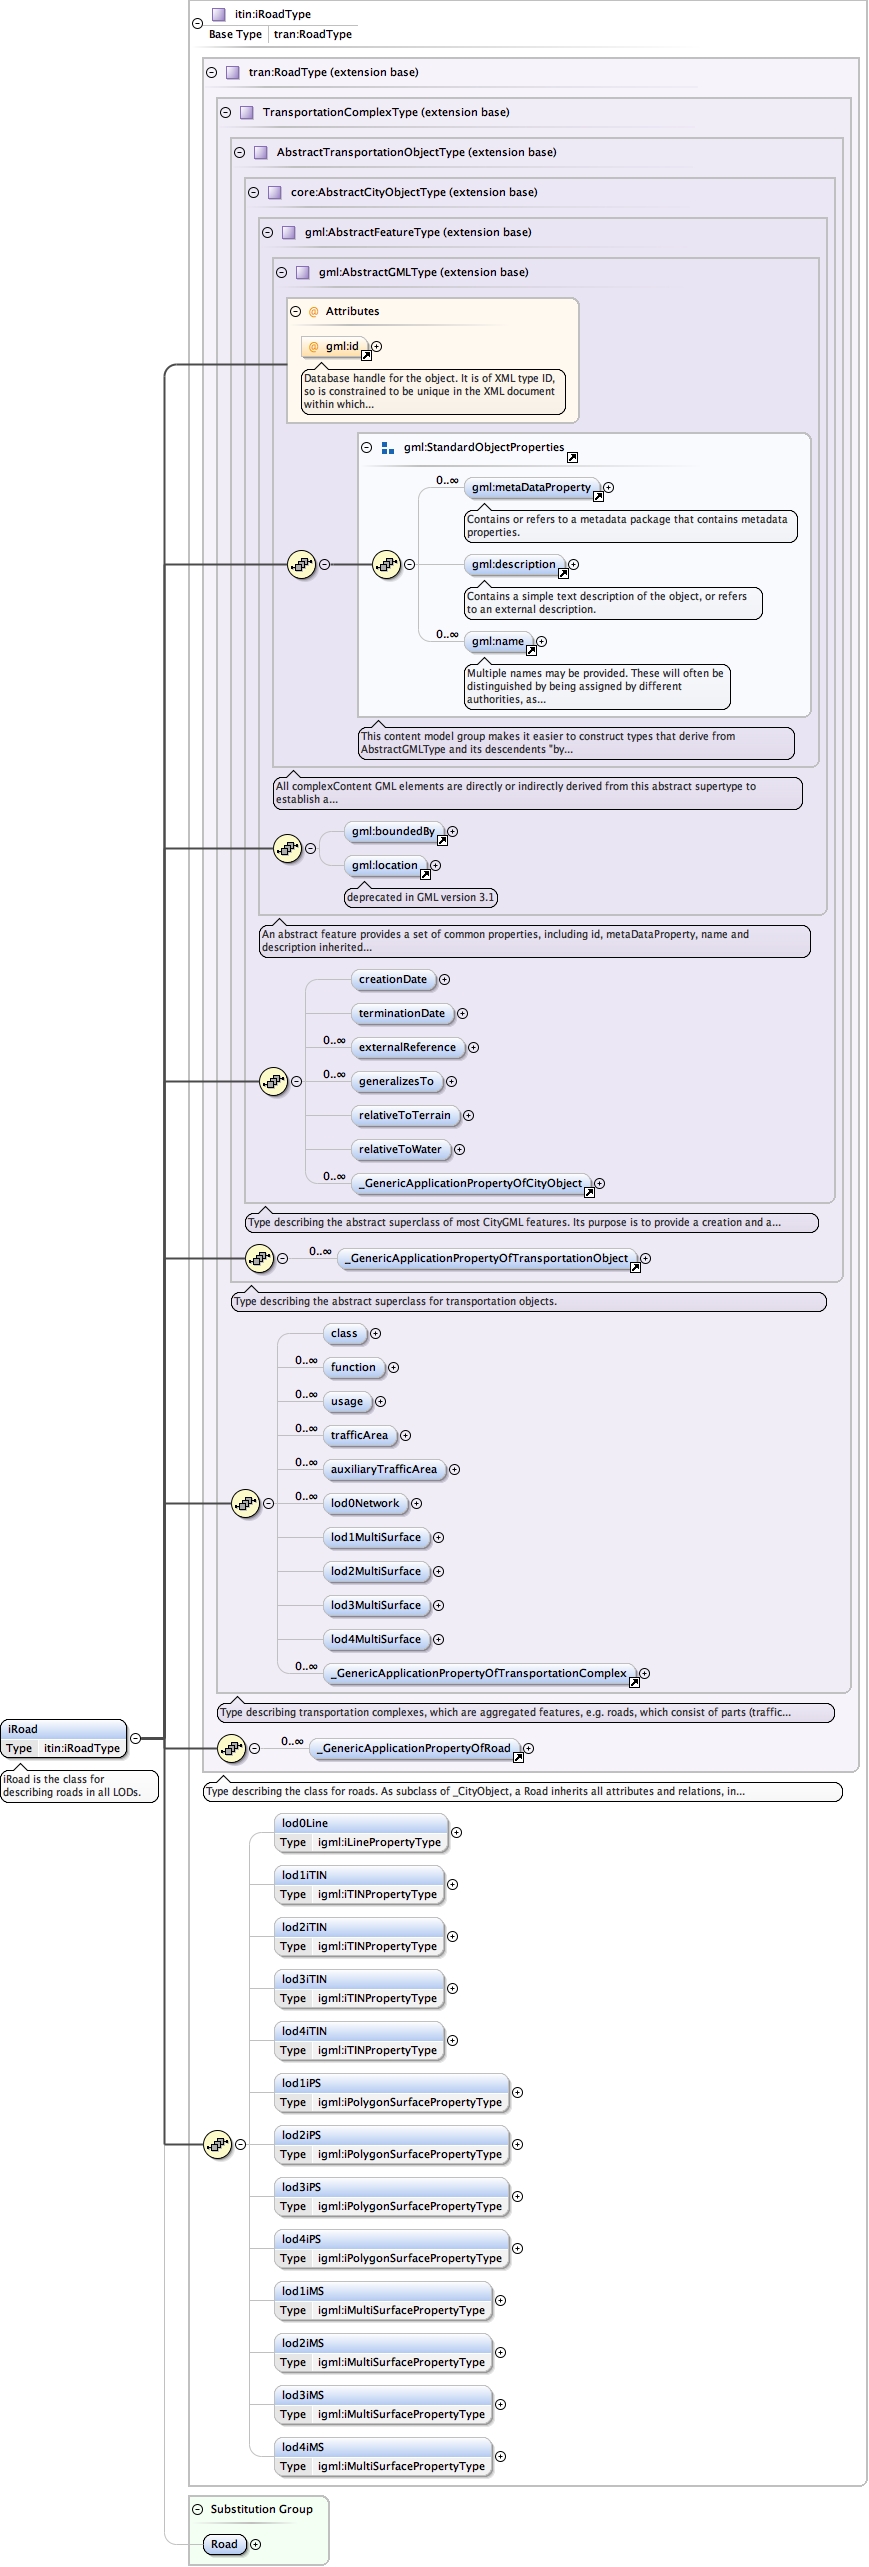 itin:iRoadType
Base Type tran:RoadType
tran:RoadType (extension base)
TransportationComplexType (extension base)
AbstractTransportationObjectType (extension base)
core:AbstractCityObjectType (extension base)
gml:AbstractFeatureType (extension base)
gml:AbstractGMLType (extension base)
@ Attributes
@ gml:id
Database handle for the object. It is of XML type ID,
so is constrained to be unique in the XML document
within which...
gml:StandardObjectProperties
0..∞ gml:metaDataProperty
Contains or refers to a metadata package that contains metadata
properties.
gml:description
Contains a simple text description of the object, or refers
to an external description.
0..∞ gml:name
Multiple names may be provided. These will often be
distinguished by being assigned by different
authorities, as...
This content model group makes it easier to construct types that derive from
AbstractGMLType and its descendents "by...
All complexContent GML elements are directly or indirectly derived from this abstract supertype to
establish a...
gml:boundedBy
gml:location
deprecated in GML version 3.1
An abstract feature provides a set of common properties, including id, metaDataProperty, name and
description inherited...
creationDate
terminationDate
0..∞ externalReference
0..∞ generalizesTo
relativeToTerrain
relativeToWater
0..∞ _GenericApplicationPropertyOfCityObject
Type describing the abstract superclass of most CityGML features. Its purpose is to provide a creation and a...
0..∞ _GenericApplicationPropertyOfTransportationObject
Type describing the abstract superclass for transportation objects.
class
0..∞ function
0..∞ usage
0..∞ trafficArea
0..∞ auxiliaryTrafficArea
0..∞ lod0Network
lod1MultiSurface
lod2MultiSurface
lod3MultiSurface
lod4MultiSurface
0..∞ _GenericApplicationPropertyOfTransportationComplex
Type describing transportation complexes, which are aggregated features, e.g. roads, which consist of parts (traffic...
iRoad
Type itin:iRoadType
iRoad is the class for
describing roads in all LODs.
0..∞ _GenericApplicationPropertyOfRoad
Type describing the class for roads. As subclass of _CityObject, a Road inherits all attributes and relations, in...
lod0Line
Type igml:iLinePropertyType
lod1iTIN
Type igml:iTINPropertyType
lod2iTIN
Type igml:iTINPropertyType
lod3iTIN
Type igml:iTINPropertyType
lod4iTIN
Type igml:iTINPropertyType
lod1iPS
Type igml:iPolygonSurfacePropertyType
lod2iPS
Type igml:iPolygonSurfacePropertyType
lod3iPS
Type igml:iPolygonSurfacePropertyType
lod4iPS
Type igml:iPolygonSurfacePropertyType
lod1iMS
Type igml:iMultiSurfacePropertyType
lod2iMS
Type igml:iMultiSurfacePropertyType
lod3iMS
Type igml:iMultiSurfacePropertyType
lod4iMS
Type igml:iMultiSurfacePropertyType
Substitution Group
Road